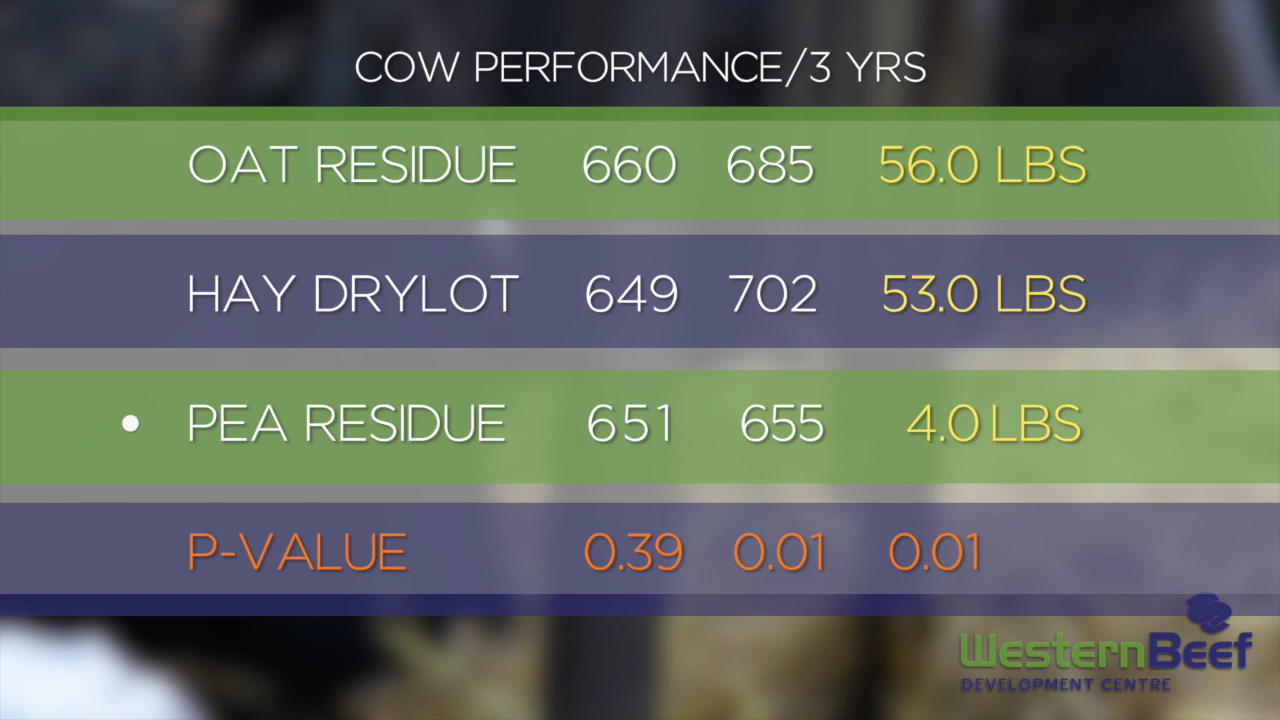 COW PERFORMANCE/3 YRS
OAT RESIDUE 660 685 56.0 LBS
HAY DRYLOT 649 702 53.0 LBS
• PEA RESIDUE 651 655 4.0 LBS
P-VALUE 0.39 0.01 0.01
WesternBeef
DEVELOPMENT CENTRE